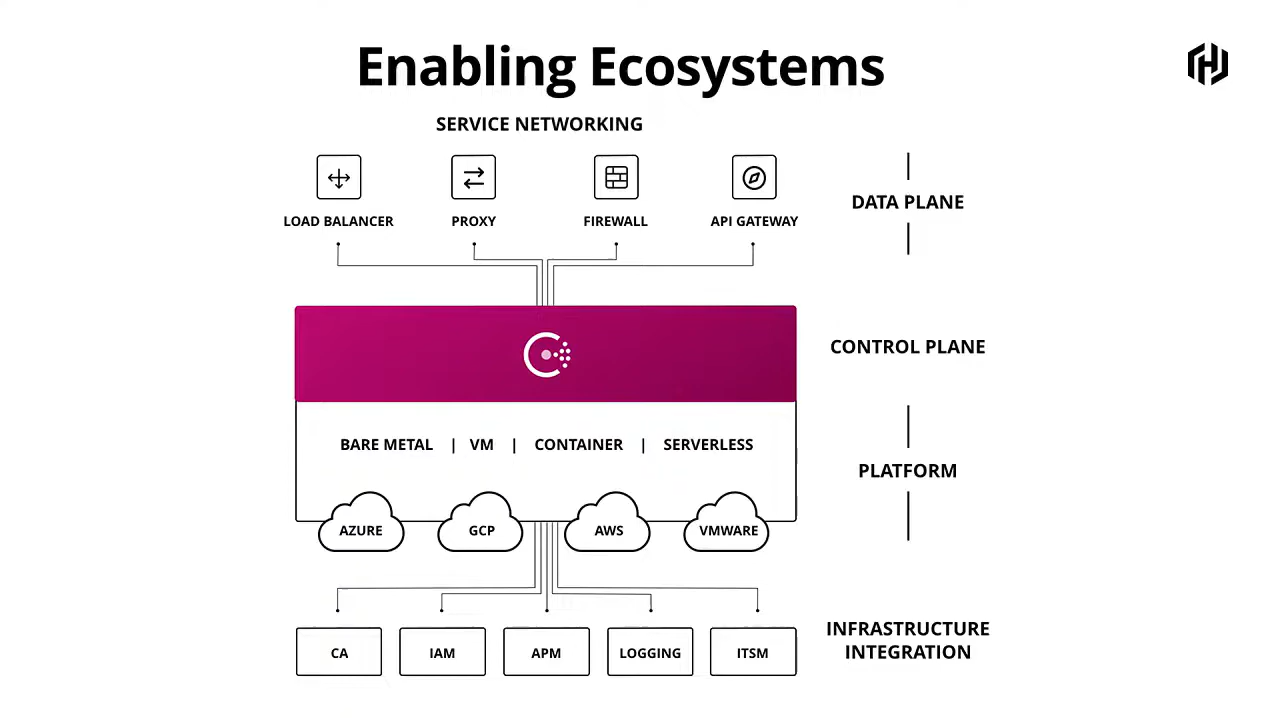 Enabling Ecosystems
SERVICE NETWORKING
LOAD BALANCER PROXY FIREWALL API GATEWAY
DATA PLANE
CONTROL PLANE
BARE METAL | VM | CONTAINER | SERVERLESS
PLATFORM
AZURE GCP AWS VMWARE
INFRASTRUCTURE
INTEGRATION
CA IAM APM LOGGING ITSM